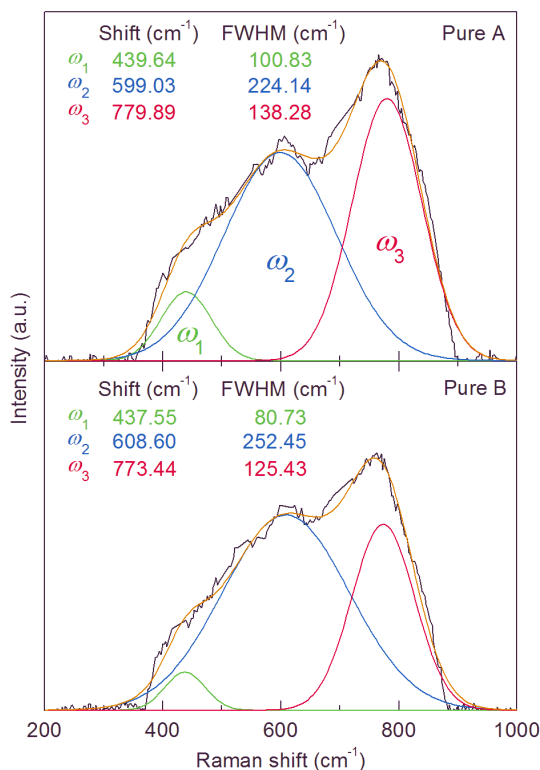 Shift (cm⁻¹) FWHM (cm⁻¹) Pure A
ω₁ 439.64 100.83
ω₂ 599.03 224.14
ω₃ 779.89 138.28
ω₃
ω₂
ω₁
Intensity (a.u.)
Shift (cm⁻¹) FWHM (cm⁻¹) Pure B
ω₁ 437.55 80.73
ω₂ 608.60 252.45
ω₃ 773.44 125.43
200 400 600 800 1000
Raman shift (cm⁻¹)